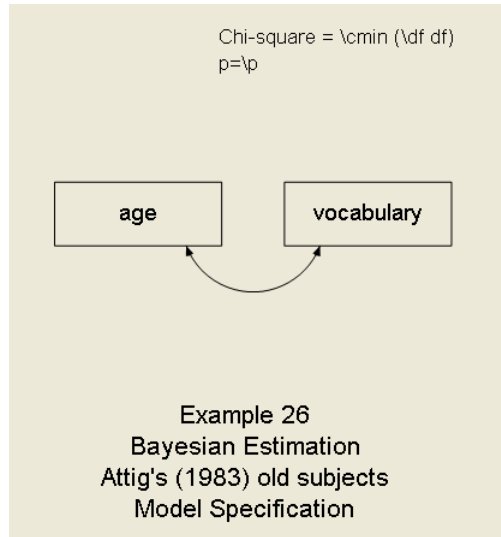 Chi-square = \cmin (\df df)
p=\p
age
vocabulary
Example 26
Bayesian Estimation
Attig's (1983) old subjects
Model Specification